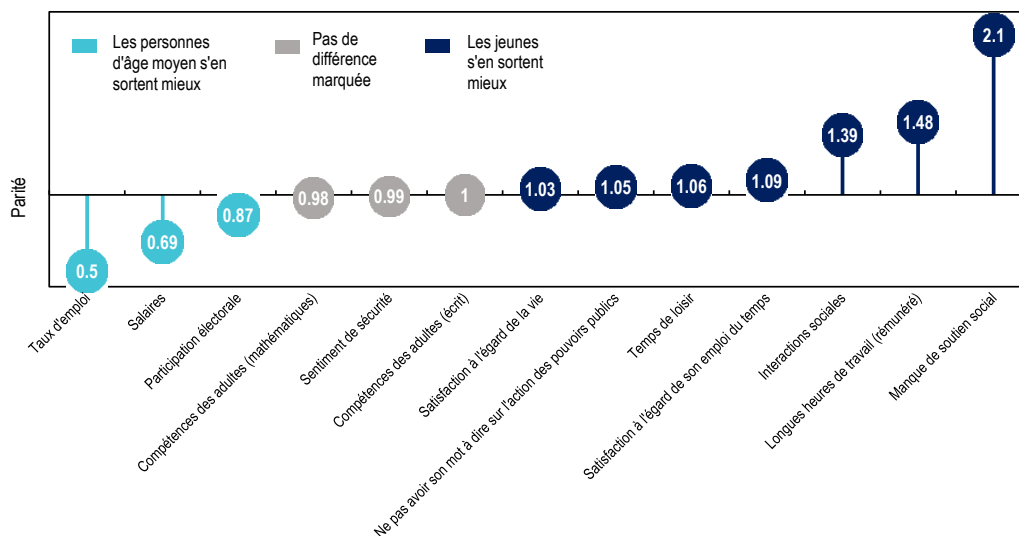 Les personnes
d'âge moyen s'en
sortent mieux
Pas de
différence
marquée
Les jeunes
s'en sortent
mieux
Parité
0.5
0.69
0.87
0.98
0.99
1
1.03
1.05
1.06
1.09
1.39
1.48
2.1
Taux d'emploi
Salaires
Participation électorale
Compétences des adultes (mathématiques)
Sentiment de sécurité
Compétences des adultes (écrit)
Satisfaction à l'égard de la vie
Ne pas avoir son mot à dire sur l'action des pouvoirs publics
Temps de loisir
Satisfaction à l'égard de son emploi du temps
Interactions sociales
Longues heures de travail (rémunéré)
Manque de soutien social